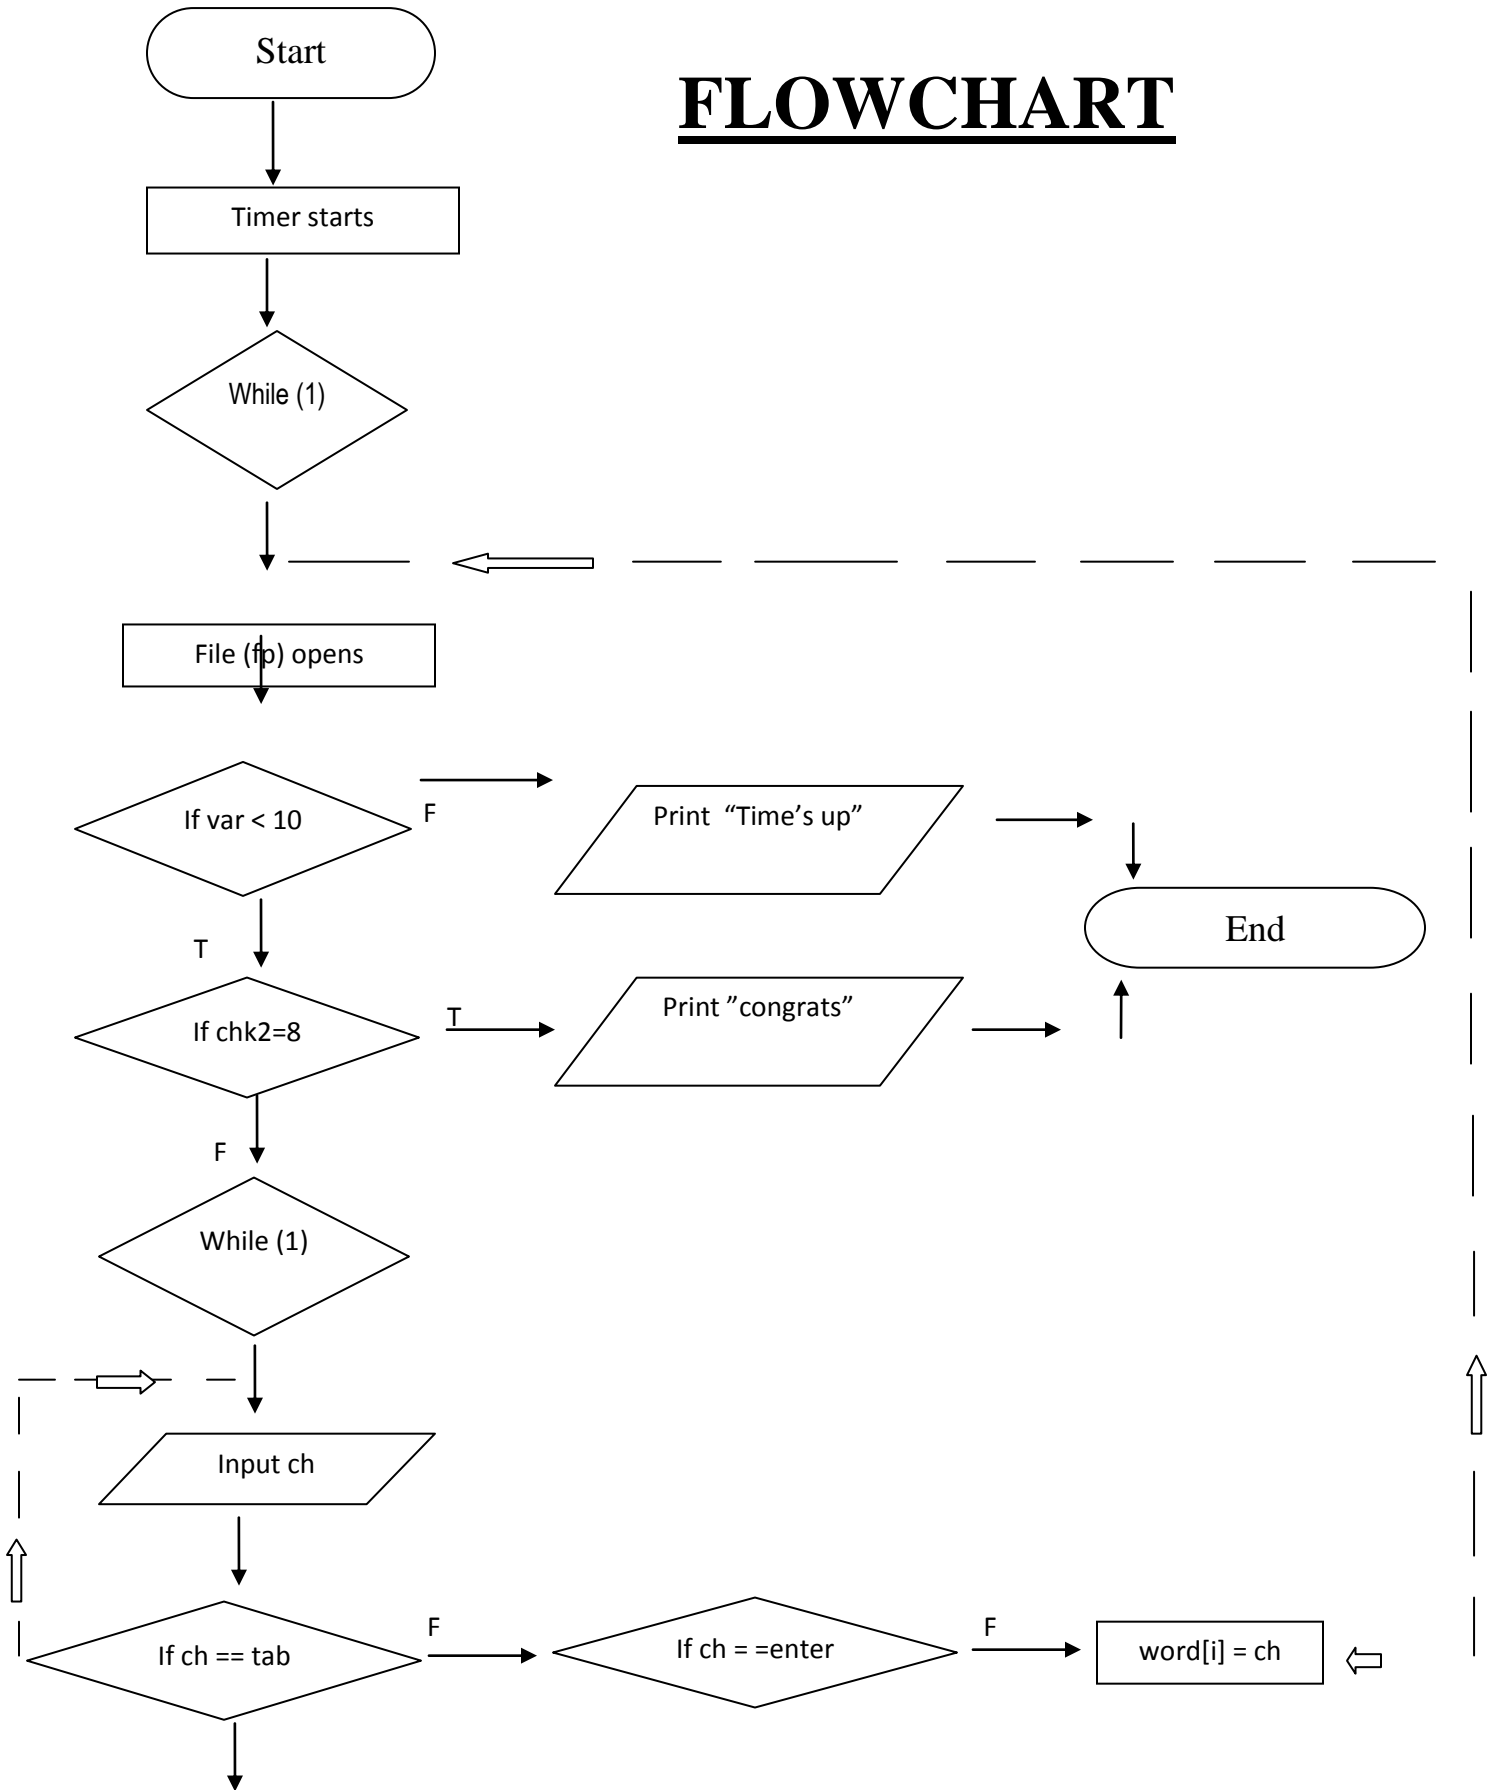 Start
FLOWCHART
Timer starts
While (1)
File (fp) opens
If var < 10
F
Print “Time’s up”
T
End
If chk2=8
T
Print ”congrats”
F
While (1)
Input ch
If ch == tab
F
If ch = =enter
F
word[i] = ch